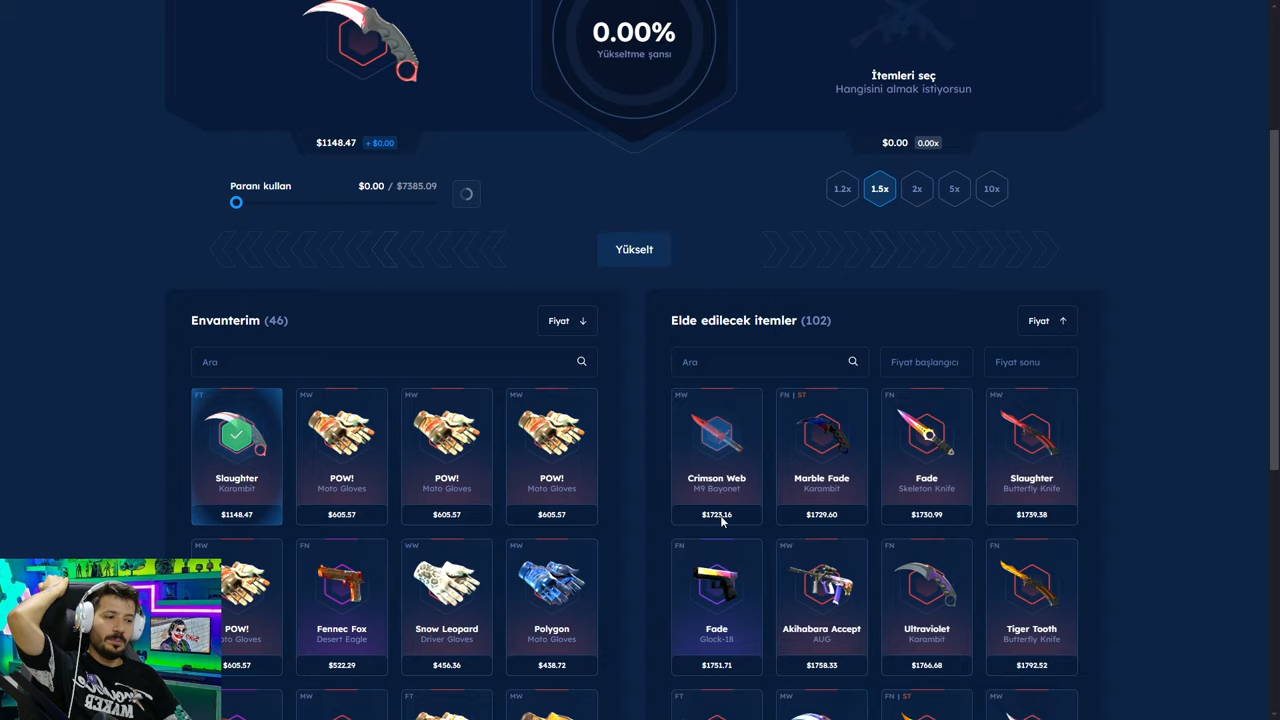 0.00%
Yükseltme şansı
İtemleri seç
Hangisini almak istiyorsun
$1148.47
+ $0.00
$0.00
0.00x
Paranı kullan
$0.00 / $7385.09
1.2x
1.5x
2x
5x
10x
Yükselt
Envanterim (46)
Fiyat
Ara
FT
Slaughter
Karambit
$1148.47
MW
POW!
Moto Gloves
$605.57
MW
POW!
Moto Gloves
$605.57
MW
POW!
Moto Gloves
$605.57
MW
POW!
Moto Gloves
$605.57
FN
Fennec Fox
Desert Eagle
$522.29
WW
Snow Leopard
Driver Gloves
$456.36
MW
Polygon
Moto Gloves
$438.72
MW
FT
MW
Elde edilecek itemler (102)
Fiyat
Ara
Fiyat başlangıcı
Fiyat sonu
MW
Crimson Web
M9 Bayonet
$1723.16
FN | ST
Marble Fade
Karambit
$1729.60
FN
Fade
Skeleton Knife
$1730.99
MW
Slaughter
Butterfly Knife
$1739.38
FN
Fade
Glock-18
$1751.71
MW
Akihabara Accept
AUG
$1758.33
FN
Ultraviolet
Karambit
$1766.68
FN
Tiger Tooth
Butterfly Knife
$1792.52
FT
MW
FN | ST
MW